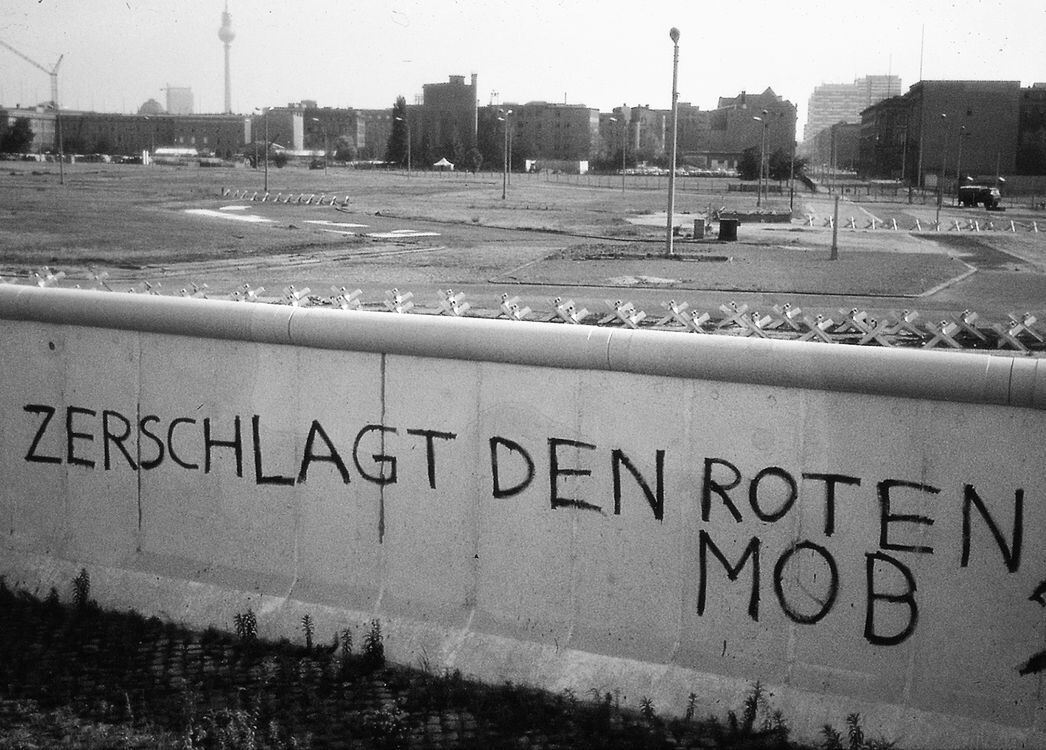 ZERSCHLAGT DEN ROTEN
MOB